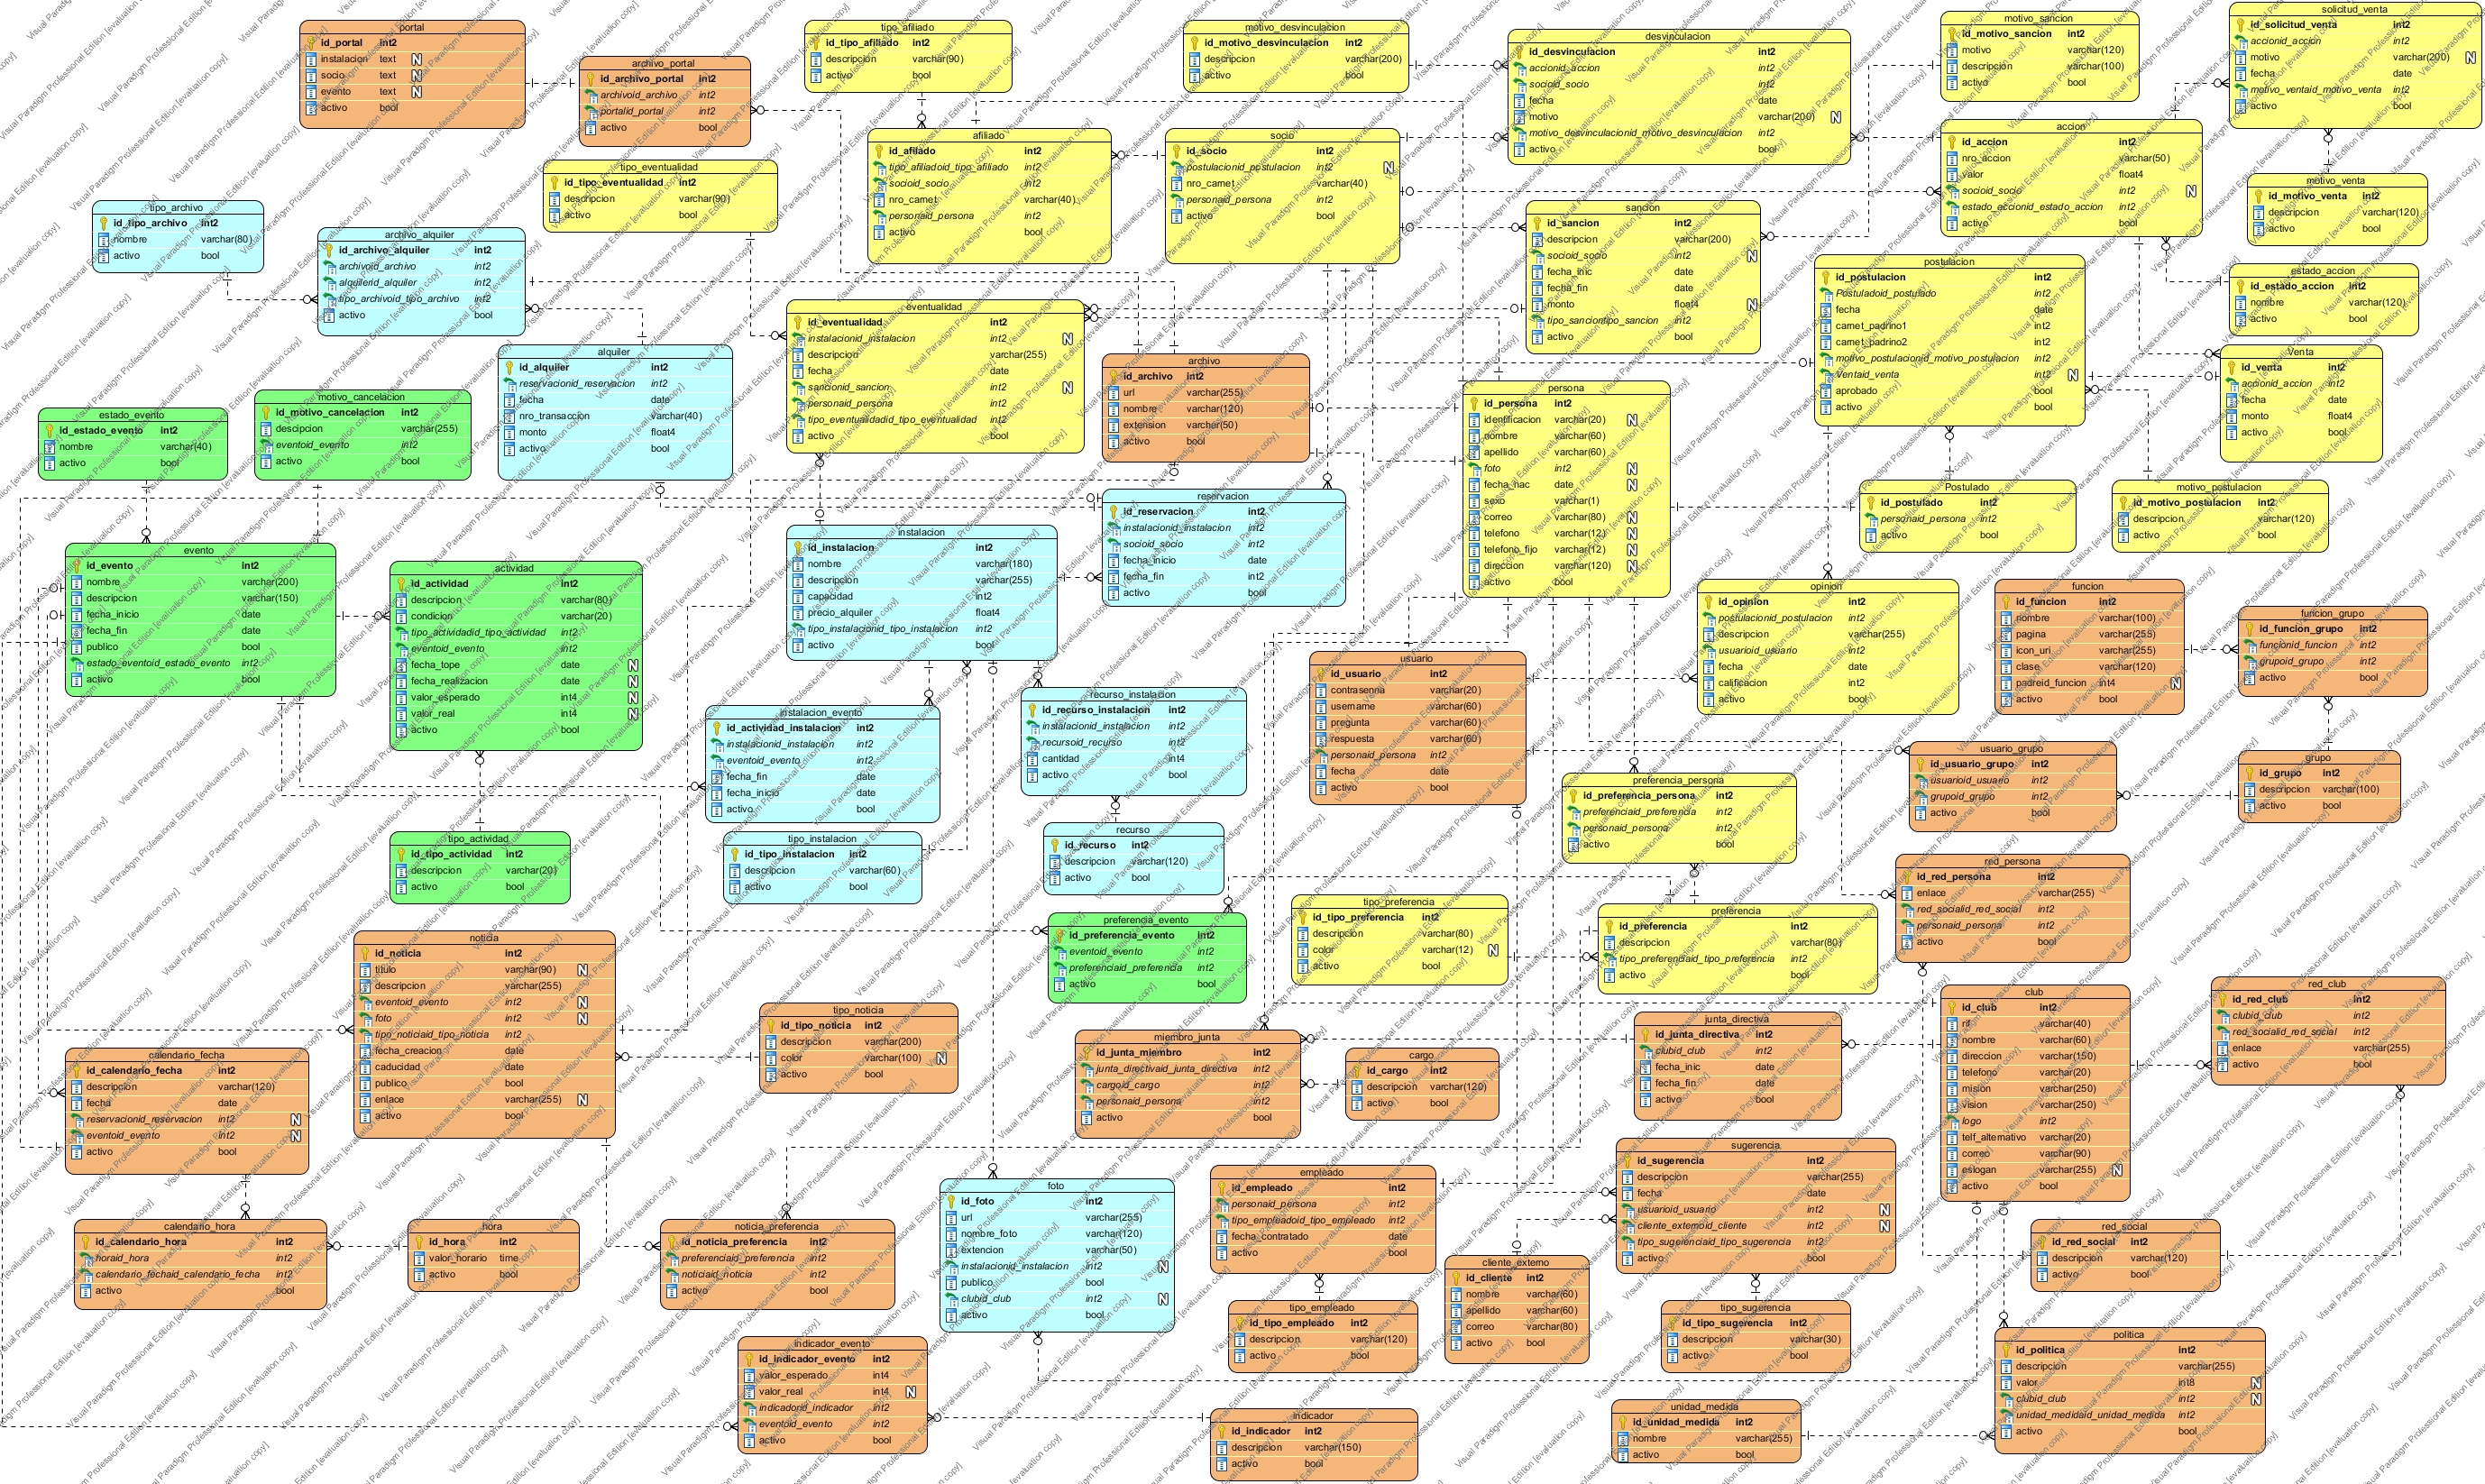 portal
id_portal int2
instalacion text N
socio text N
evento text N
activo bool
archivo_portal
id_archivo_portal int2
archivoid_archivo int2
portalid_portal int2
activo bool
tipo_afiliado
id_tipo_afiliado int2
descripcion varchar(90)
activo bool
motivo_desvinculacion
id_motivo_desvinculacion int2
descripcion varchar(200)
activo bool
desvinculacion
id_desvinculacion int2
accionid_accion int2
socioid_socio int2
fecha date
motivo varchar(200) N
motivo_desvinculacionid_motivo_desvinculacion int2
activo bool
motivo_sancion
id_motivo_sancion int2
motivo varchar(120)
descripcion varchar(100)
activo bool
solicitud_venta
id_solicitud_venta int2
accionid_accion int2
motivo varchar(200) N
fecha date
motivo_ventaid_motivo_venta int2
activo bool
tipo_eventualidad
id_tipo_eventualidad int2
descripcion varchar(90)
activo bool
afiliado
id_afilado int2
tipo_afiliadoid_tipo_afiliado int2
socioid_socio int2
nro_carnet varchar(40)
personaid_persona int2
activo bool
socio
id_socio int2
postulacionid_postulacion int2 N
nro_carnet varchar(40)
personaid_persona int2
activo bool
accion
id_accion int2
nro_accion varchar(50)
valor float4
socioid_socio int2 N
estado_accionid_estado_accion int2
activo bool
motivo_venta
id_motivo_venta int2
descripcion varchar(120)
activo bool
tipo_archivo
id_tipo_archivo int2
nombre varchar(80)
activo bool
archivo_alquiler
id_archivo_alquiler int2
archivoid_archivo int2
alquilerid_alquiler int2
tipo_archivoid_tipo_archivo int2
activo bool
sancion
id_sancion int2
descripcion varchar(200)
socioid_socio int2 N
fecha_inic date
fecha_fin date
monto float4 N
tipo_sanciontipo_sancion int2
activo bool
postulacion
id_postulacion int2
Postuladoid_postulado int2
fecha date
carnet_padrino1 int2
carnet_padrino2 int2
motivo_postulacionid_motivo_postulacion int2
Ventaid_venta int2 N
aprobado bool
activo bool
estado_accion
id_estado_accion int2
nombre varchar(120)
activo bool
eventualidad
id_eventualidad int2
instalacionid_instalacion int2 N
descripcion varchar(255)
fecha date
sancionid_sancion int2 N
personaid_persona int2
tipo_eventualidadid_tipo_eventualidad int2
activo bool
alquiler
id_alquiler int2
reservacionid_reservacion int2
fecha date
nro_transaccion varchar(40)
monto float4
activo bool
archivo
id_archivo int2
url varchar(255)
nombre varchar(120)
extension varchar(50)
activo bool
Venta
id_venta int2
accionid_accion int2
fecha date
monto float4
activo bool
persona
id_persona int2
identificacion varchar(20) N
nombre varchar(60)
apellido varchar(60)
foto int2 N
fecha_nac date N
sexo varchar(1)
correo varchar(80) N
telefono varchar(12) N
telefono_fijo varchar(12) N
direccion varchar(120) N
activo bool
estado_evento
id_estado_evento int2
nombre varchar(40)
activo bool
motivo_cancelacion
id_motivo_cancelacion int2
descipcion varchar(255)
eventoid_evento int2
activo bool
reservacion
id_reservacion int2
instalacionid_instalacion int2
socioid_socio int2
fecha_inicio date
fecha_fin int2
activo bool
Postulado
id_postulado int2
personaid_persona int2
activo bool
motivo_postulacion
id_motivo_postulacion int2
descripcion varchar(120)
activo bool
evento
id_evento int2
nombre varchar(200)
descripcion varchar(150)
fecha_inicio date
fecha_fin date
publico bool
estado_eventoid_estado_evento int2
activo bool
actividad
id_actividad int2
descripcion varchar(80)
condicion varchar(20)
tipo_actividadid_tipo_actividad int2
eventoid_evento int2
fecha_tope date N
fecha_realizacion date N
valor_esperado int4 N
valor_real int4 N
activo bool
instalacion
id_instalacion int2
nombre varchar(180)
descripcion varchar(255)
capacidad int2
precio_alquiler float4
tipo_instalacionid_tipo_instalacion int2
activo bool
opinion
id_opinion int2
postulacionid_postulacion int2
descripcion varchar(255)
usuarioid_usuario int2
fecha date
calificacion int2
activo bool
funcion
id_funcion int2
nombre varchar(100)
pagina varchar(255)
icon_uri varchar(255)
clase varchar(120)
padreid_funcion int4 N
activo bool
funcion_grupo
id_funcion_grupo int2
funcionid_funcion int2
grupoid_grupo int2
activo bool
usuario
id_usuario int2
contrasenna varchar(20)
username varchar(60)
pregunta varchar(60)
respuesta varchar(60)
personaid_persona int2
fecha date
activo bool
recurso_instalacion
id_recurso_instalacion int2
instalacionid_instalacion int2
recursoid_recurso int2
cantidad int4
activo bool
instalacion_evento
id_actividad_instalacion int2
instalacionid_instalacion int2
eventoid_evento int2
fecha_fin date
fecha_inicio date
activo bool
usuario_grupo
id_usuario_grupo int2
usuarioid_usuario int2
grupoid_grupo int2
activo bool
grupo
id_grupo int2
descripcion varchar(100)
activo bool
preferencia_persona
id_preferencia_persona int2
preferenciaid_preferencia int2
personaid_persona int2
activo bool
tipo_actividad
id_tipo_actividad int2
descripcion varchar(20)
activo bool
tipo_instalacion
id_tipo_instalacion int2
descripcion varchar(60)
activo bool
recurso
id_recurso int2
descripcion varchar(120)
activo bool
red_persona
id_red_persona int2
enlace varchar(255)
red_socialid_red_social int2
personaid_persona int2
activo bool
tipo_preferencia
id_tipo_preferencia int2
descripcion varchar(80)
color varchar(12) N
activo bool
preferencia
id_preferencia int2
descripcion varchar(80)
tipo_preferenciaid_tipo_preferencia int2
activo bool
preferencia_evento
id_preferencia_evento int2
eventoid_evento int2
preferenciaid_preferencia int2
activo bool
noticia
id_noticia int2
titulo varchar(90) N
descripcion varchar(255)
eventoid_evento int2 N
foto int2 N
tipo_noticiaid_tipo_noticia int2
fecha_creacion date
caducidad date
publico bool
enlace varchar(255) N
activo bool
tipo_noticia
id_tipo_noticia int2
descripcion varchar(200)
color varchar(100) N
activo bool
club
id_club int2
rif varchar(40)
nombre varchar(60)
direccion varchar(150)
telefono varchar(20)
mision varchar(250)
vision varchar(250)
logo int2
telf_alternativo varchar(20)
correo varchar(90)
eslogan varchar(255) N
activo bool
red_club
id_red_club int2
clubid_club int2
red_socialid_red_social int2
enlace varchar(255)
activo bool
junta_directiva
id_junta_directiva int2
clubid_club int2
fecha_inic date
fecha_fin date
activo bool
miembro_junta
id_junta_miembro int2
junta_directivaid_junta_directiva int2
cargoid_cargo int2
personaid_persona int2
activo bool
cargo
id_cargo int2
descripcion varchar(120)
activo bool
calendario_fecha
id_calendario_fecha int2
descripcion varchar(120)
fecha date
reservacionid_reservacion int2 N
eventoid_evento int2 N
activo bool
sugerencia
id_sugerencia int2
descripcion varchar(255)
fecha date
usuarioid_usuario int2 N
cliente_externoid_cliente int2 N
tipo_sugerenciaid_tipo_sugerencia int2
activo bool
empleado
id_empleado int2
personaid_persona int2
tipo_empleadoid_tipo_empleado int2
fecha_contratado date
activo bool
foto
id_foto int2
url varchar(255)
nombre_foto varchar(120)
extencion varchar(50)
instalacionid_instalacion int2 N
publico bool
clubid_club int2 N
activo bool
calendario_hora
id_calendario_hora int2
horaid_hora int2
calendario_fechaid_calendario_fecha int2
activo bool
hora
id_hora int2
valor_horario time
activo bool
noticia_preferencia
id_noticia_preferencia int2
preferenciaid_preferencia int2
noticiaid_noticia int2
activo bool
red_social
id_red_social int2
descripcion varchar(120)
activo bool
cliente_externo
id_cliente int2
nombre varchar(60)
apellido varchar(60)
correo varchar(80)
activo bool
tipo_empleado
id_tipo_empleado int2
descripcion varchar(120)
activo bool
tipo_sugerencia
id_tipo_sugerencia int2
descripcion varchar(30)
activo bool
politica
id_politica int2
descripcion varchar(255)
valor int8 N
clubid_club int2 N
unidad_medidaid_unidad_medida int2
activo bool
indicador_evento
id_indicador_evento int2
valor_esperado int4
valor_real int4 N
indicadorid_indicador int2
eventoid_evento int2
activo bool
indicador
id_indicador int2
descripcion varchar(150)
activo bool
unidad_medida
id_unidad_medida int2
nombre varchar(255)
activo bool
Visual Paradigm Professional Edition [evaluation copy]